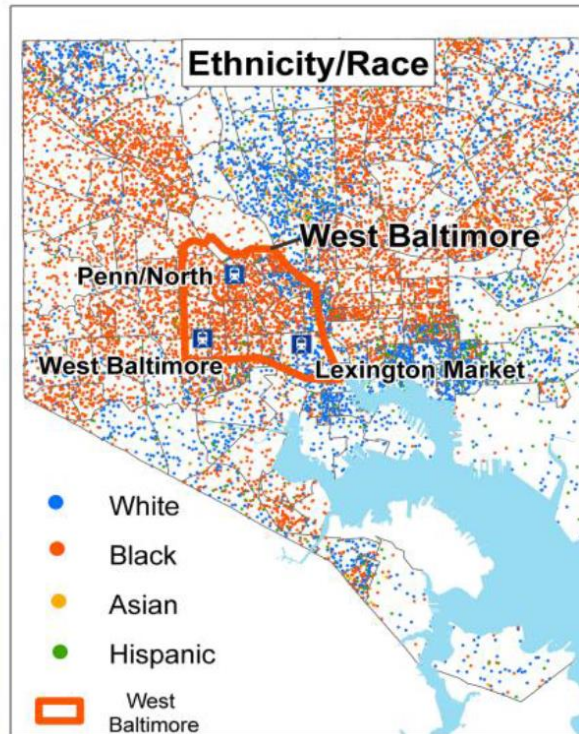 Ethnicity/Race
West Baltimore
Penn/North
West Baltimore
Lexington Market
White
Black
Asian
Hispanic
West
Baltimore